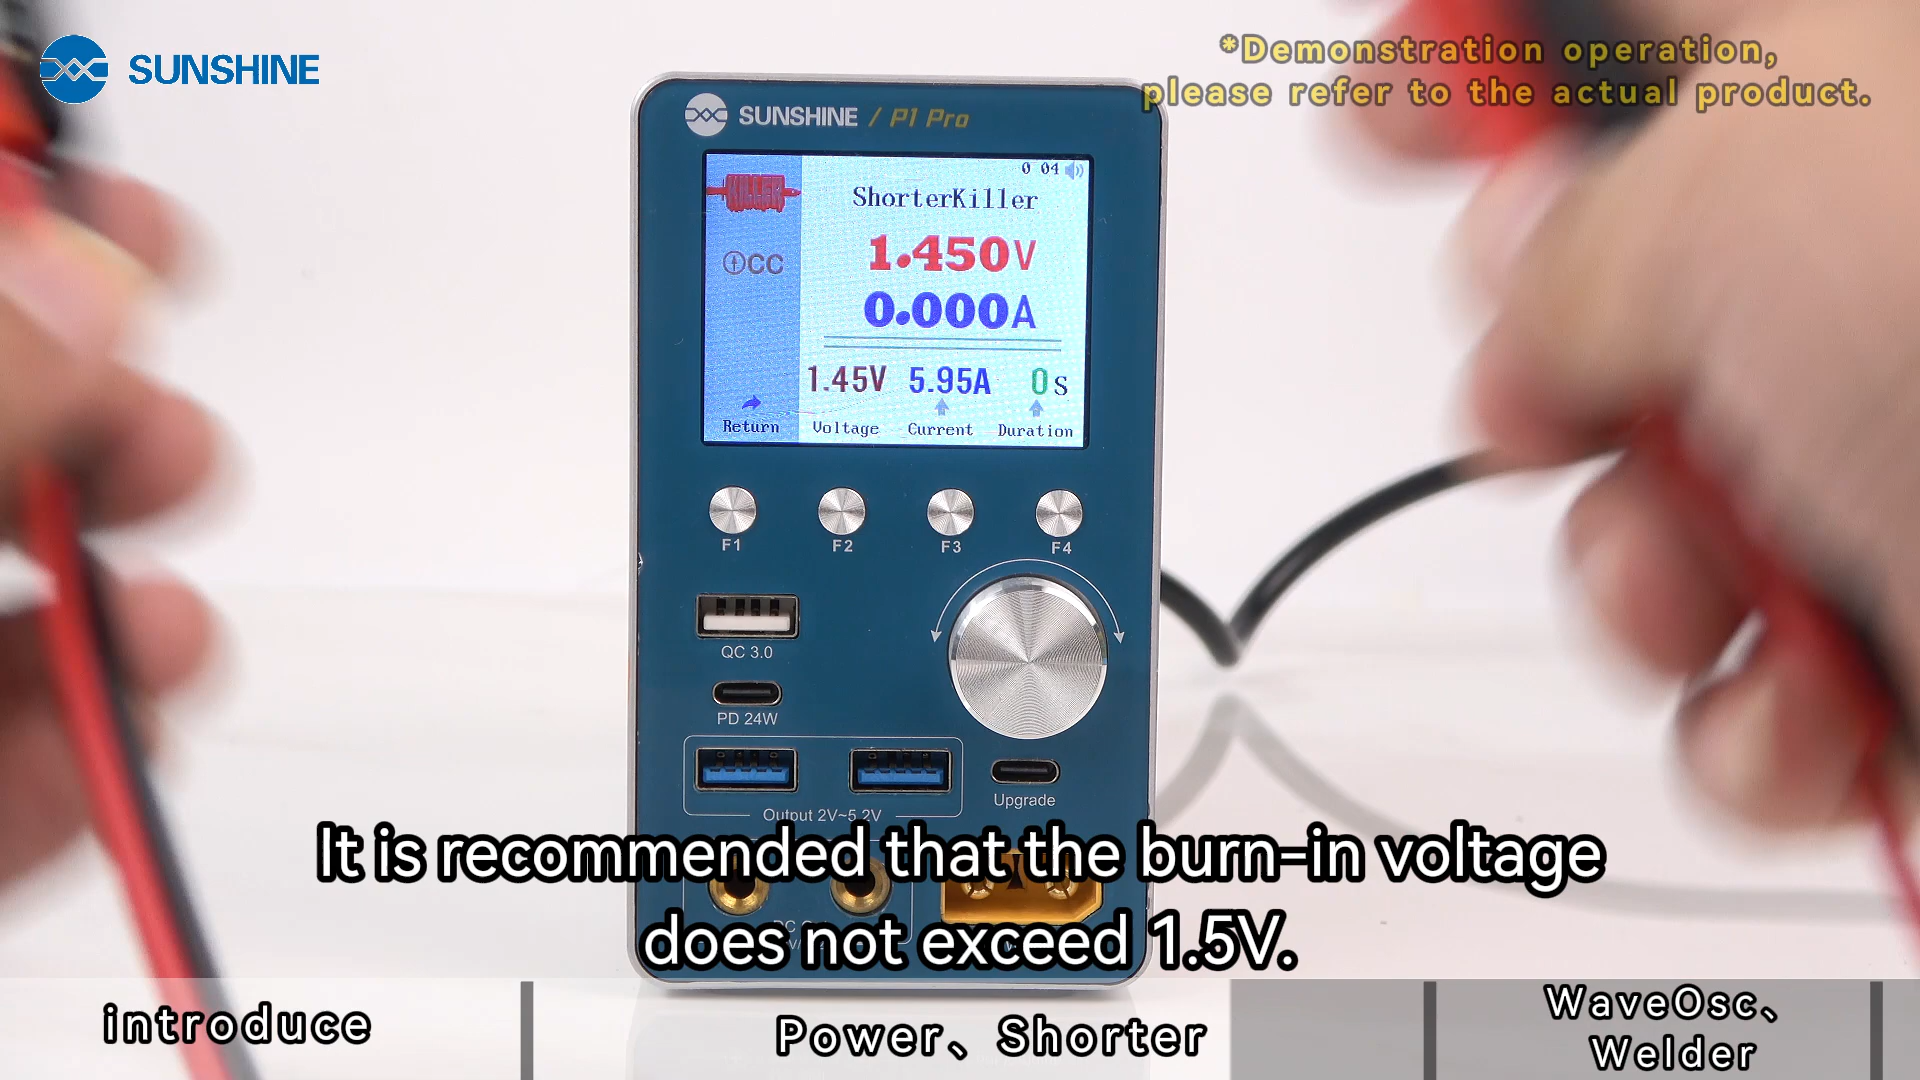 SUNSHINE
*Demonstration operation,
please refer to the actual product.
SUNSHINE / P1 Pro
0 04
KILLER
ShorterKiller
CC
1.450V
0.000A
1.45V 5.95A 0S
Return Voltage Current Duration
F1 F2 F3 F4
QC 3.0
PD 24W
Upgrade
Output 2V~5.2V
It is recommended that the burn-in voltage
does not exceed 1.5V.
introduce
Power、Shorter
WaveOsc、
Welder